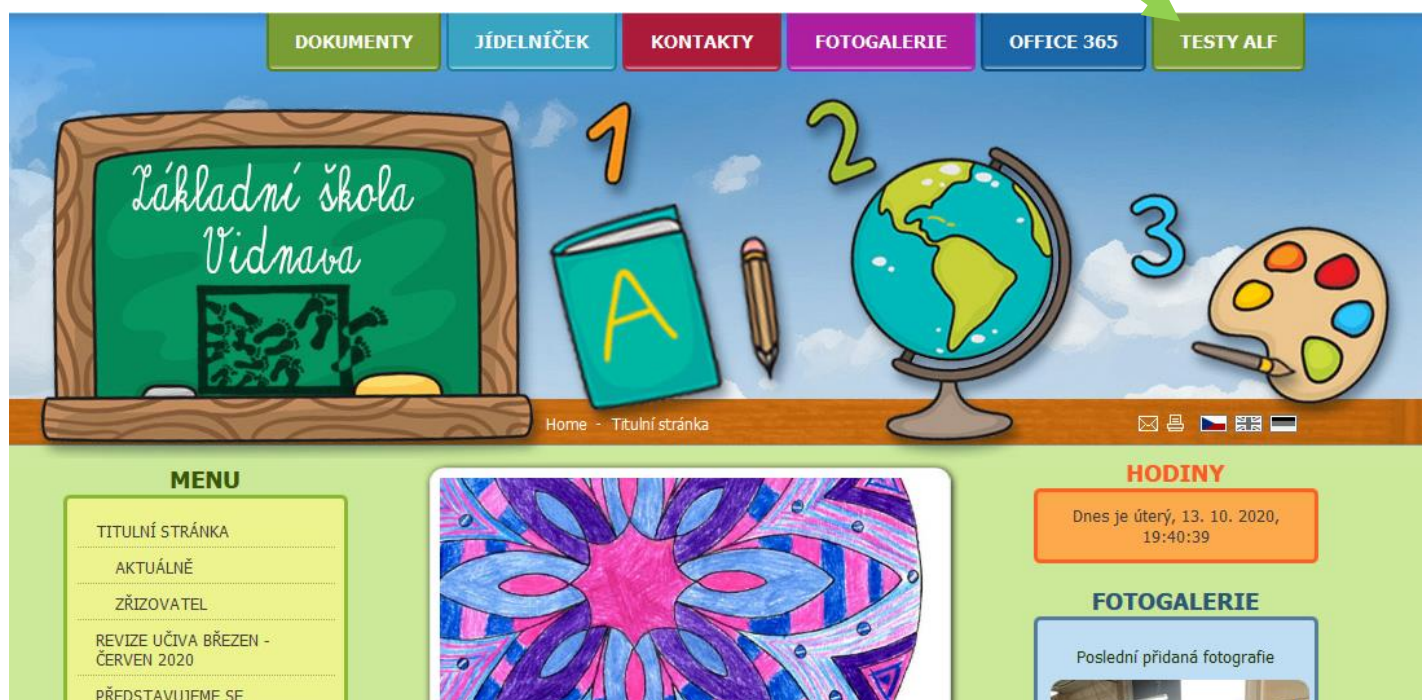 DOKUMENTY
JÍDELNÍČEK
KONTAKTY
FOTOGALERIE
OFFICE 365
TESTY ALF
1
2
3
Základní škola
Vidnava
A
Home - Titulní stránka
MENU
TITULNÍ STRÁNKA
AKTUÁLNĚ
ZŘIZOVATEL
REVIZE UČIVA BŘEZEN -
ČERVEN 2020
PŘEDSTAVUJEME SE
HODINY
Dnes je úterý, 13. 10. 2020,
19:40:39
FOTOGALERIE
Poslední přidaná fotografie